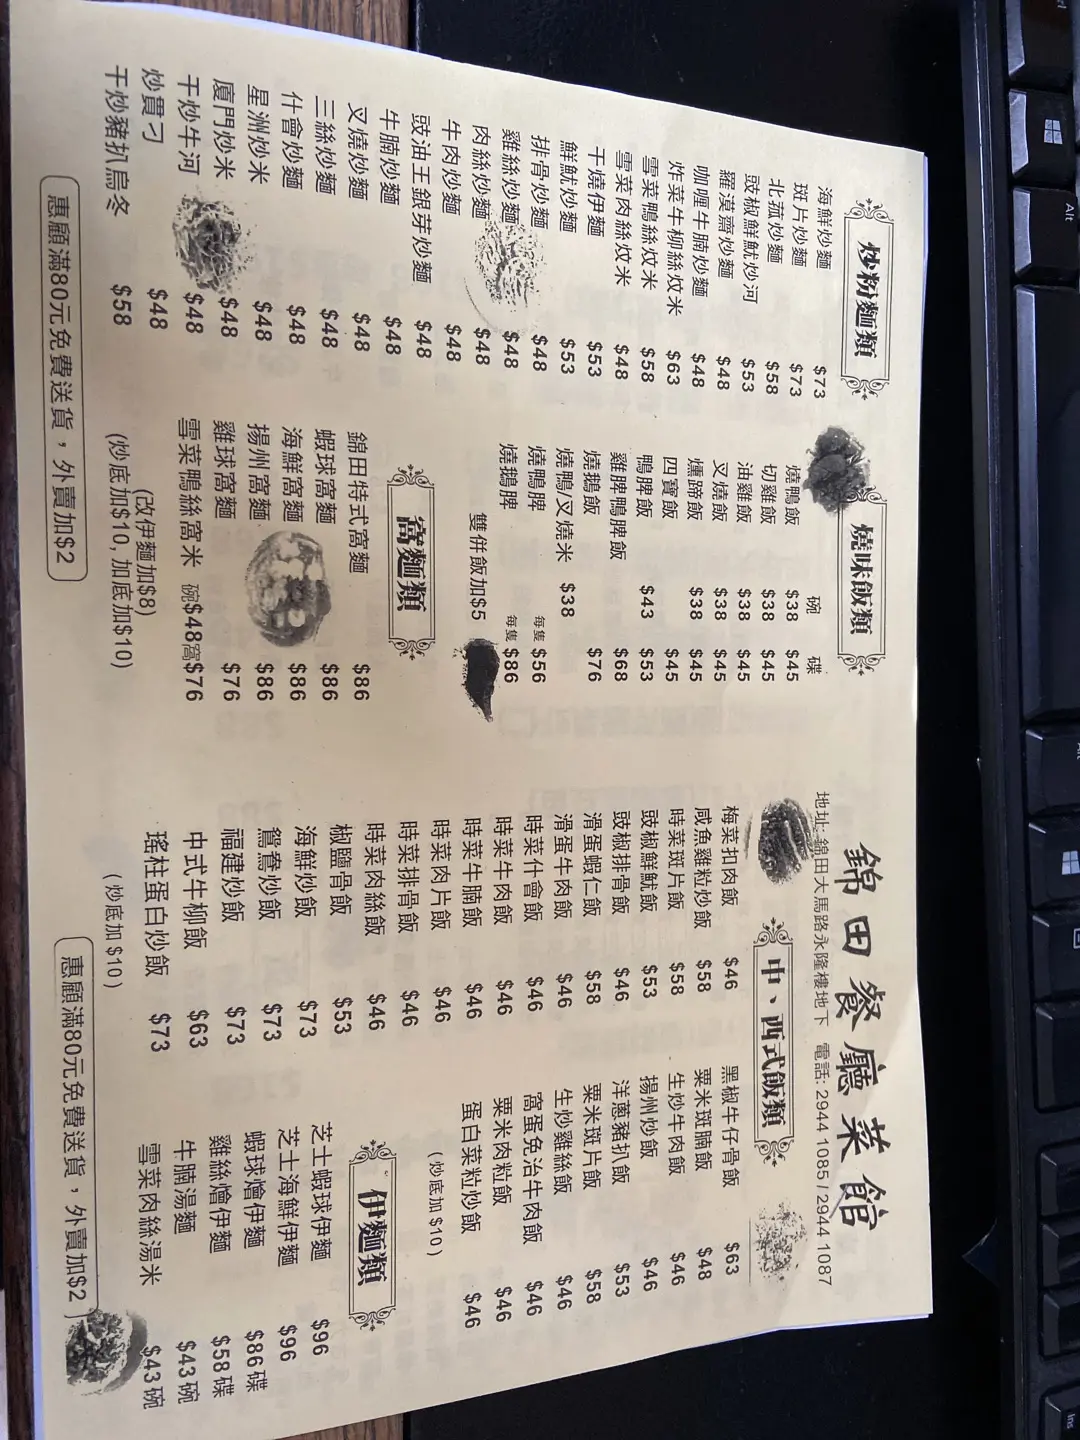 炒粉麵類
海鮮炒麵 $73
斑片炒麵 $73
北菰炒麵 $58
豉椒鮮魷炒河 $53
羅漢齋炒麵 $48
咖喱牛腩炒麵 $48
炸菜牛柳絲炆米 $63
雪菜鴨絲炆米 $58
雪菜肉絲炆米 $48
干燒伊麵 $53
鮮魷炒麵 $53
排骨炒麵 $48
雞絲炒麵 $48
肉絲炒麵 $48
牛肉炒麵 $48
豉油王銀芽炒麵 $48
牛腩炒麵 $48
叉燒炒麵 $48
三絲炒麵 $48
什會炒麵 $48
星洲炒米 $48
廈門炒米 $48
干炒牛河 $48
炒貫刁 $48
干炒豬扒烏冬 $58
燒味飯類
碗 碟
燒鴨飯 $38 $45
切雞飯 $38 $45
油雞飯 $38 $45
叉燒飯 $38 $45
燻蹄飯 $38 $45
四寶飯 $45
鴨脾飯 $43 $53
雞脾鴨脾飯 $68
燒鵝飯 $76
燒鴨/叉燒米 $38
燒鴨脾 每隻 $56
燒鵝脾 每隻 $86
雙併飯加$5
窩麵類
錦田特式窩麵 $86
蝦球窩麵 $86
海鮮窩麵 $86
揚州窩麵 $86
雞球窩麵 $76
雪菜鴨絲窩米 碗$48窩$76
(改伊麵加$8)
(炒底加$10, 加底加$10)
惠顧滿80元免費送貨，外賣加$2
錦田餐廳菜館
地址: 錦田大馬路永隆樓地下 電話: 2944 1085 / 2944 1087
中、西式飯類
梅菜扣肉飯 $46
咸魚雞粒炒飯 $58
時菜斑片飯 $58
豉椒鮮魷飯 $53
豉椒排骨飯 $46
滑蛋蝦仁飯 $58
滑蛋牛肉飯 $46
時菜什會飯 $46
時菜牛肉飯 $46
時菜牛腩飯 $46
時菜肉片飯 $46
時菜排骨飯 $46
時菜肉絲飯 $46
椒鹽骨飯 $53
海鮮炒飯 $73
鴛鴦炒飯 $73
福建炒飯 $73
中式牛柳飯 $63
瑤柱蛋白炒飯 $73
( 炒底加 $10 )
黑椒牛仔骨飯 $63
粟米斑腩飯 $48
生炒牛肉飯 $46
揚州炒飯 $46
洋蔥豬扒飯 $53
粟米斑片飯 $58
生炒雞絲飯 $46
窩蛋免治牛肉飯 $46
粟米肉粒飯 $46
蛋白菜粒炒飯 $46
( 炒底加 $10 )
伊麵類
芝士蝦球伊麵 $96
芝士海鮮伊麵 $96
蝦球燴伊麵 $86碟
雞絲燴伊麵 $58碟
牛腩湯麵 $43碗
雪菜肉絲湯米 $43碗
惠顧滿80元免費送貨，外賣加$2
Alt
Ins